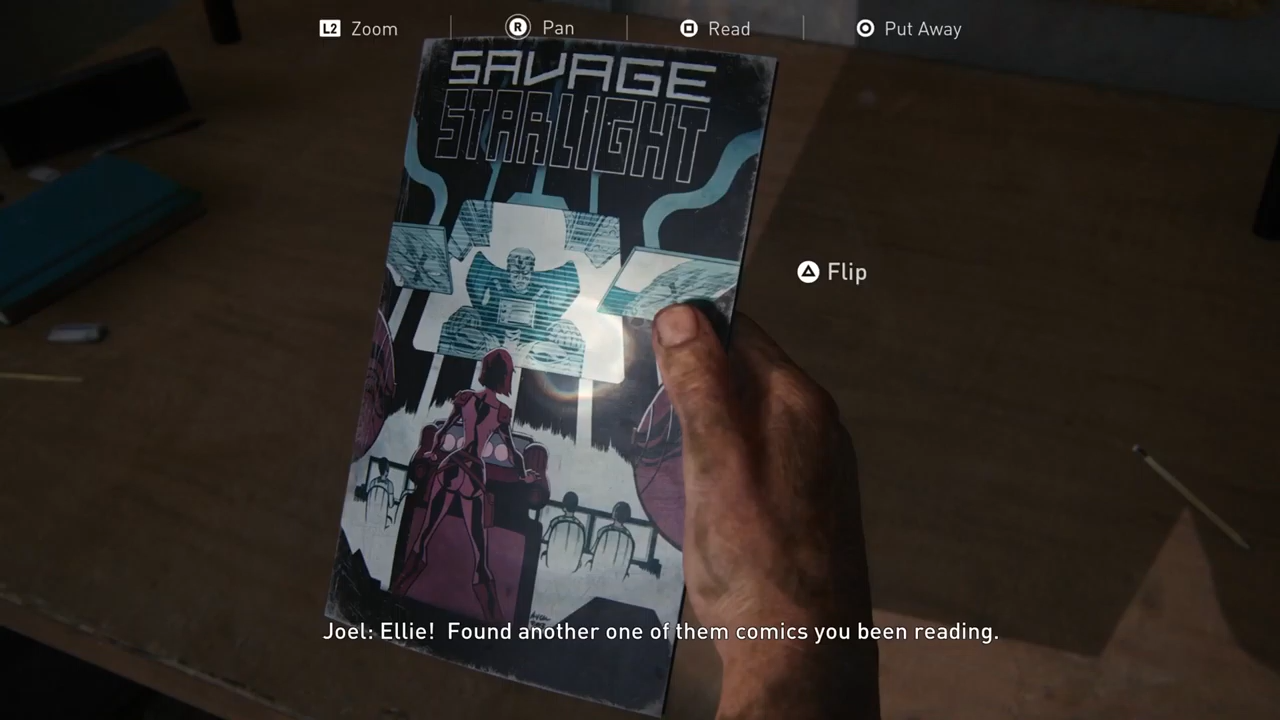 L2 Zoom
R Pan
Read
Put Away
SAVAGE
STARLIGHT
Flip
Joel: Ellie! Found another one of them comics you been reading.